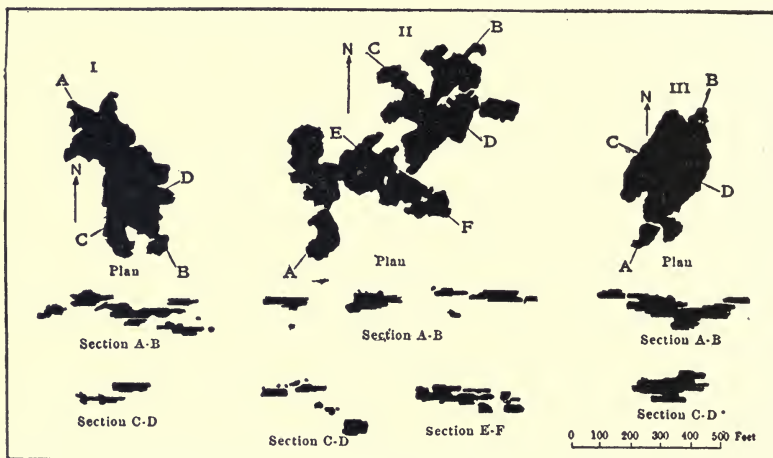 I
A
N
D
C
B
Plan
Section A-B
Section C-D
II
B
N
C
E
D
F
A
Plan
Section A-B
Section C-D
Section E-F
III
B
N
C
D
A
Plan
Section A-B
Section C-D
0 100 200 300 400 500 Feet